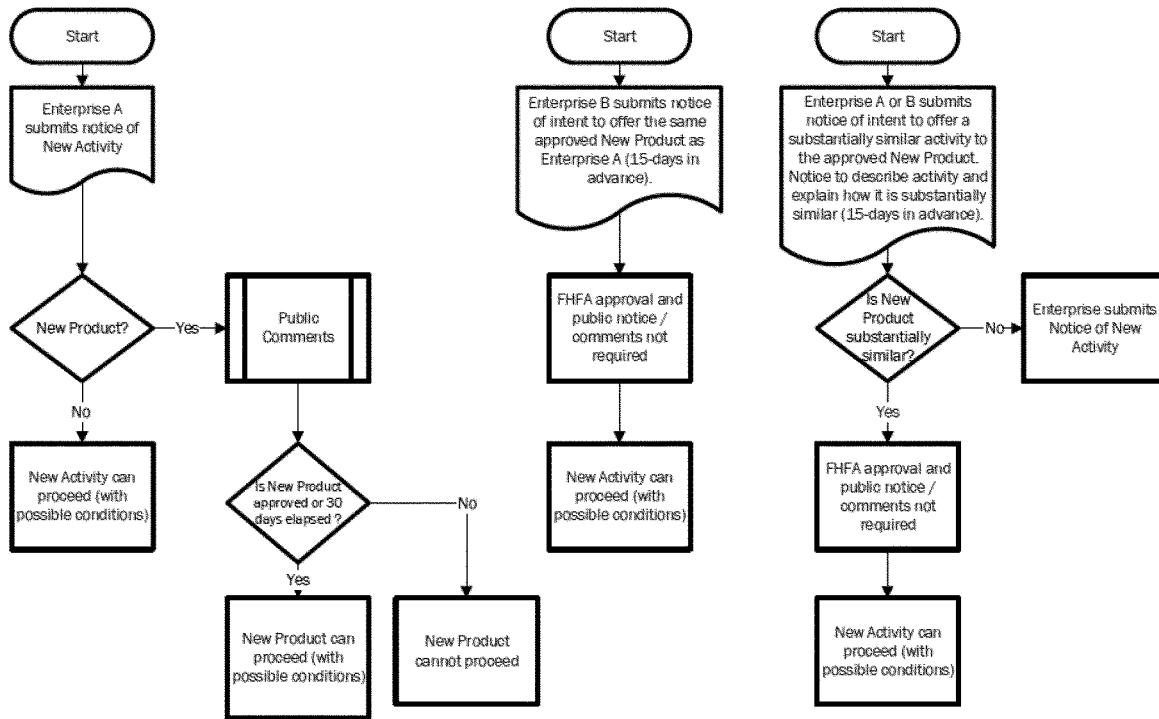 Start
Enterprise A
submits notice of
New Activity
New Product?
Yes
Public
Comments
No
New Activity can
proceed (with
possible conditions)
Is New Product
approved or 30
days elapsed ?
No
Yes
New Product can
proceed (with
possible conditions)
New Product
cannot proceed
Start
Enterprise B submits notice
of intent to offer the same
approved New Product as
Enterprise A (15-days in
advance).
FHFA approval and
public notice /
comments not
required
New Activity can
proceed (with
possible conditions)
Start
Enterprise A or B submits
notice of intent to offer a
substantially similar activity to
the approved New Product.
Notice to describe activity and
explain how it is substantially
similar (15-days in advance).
Is New
Product
substantially
similar?
No
Enterprise submits
Notice of New
Activity
Yes
FHFA approval and
public notice /
comments not
required
New Activity can
proceed (with
possible conditions)